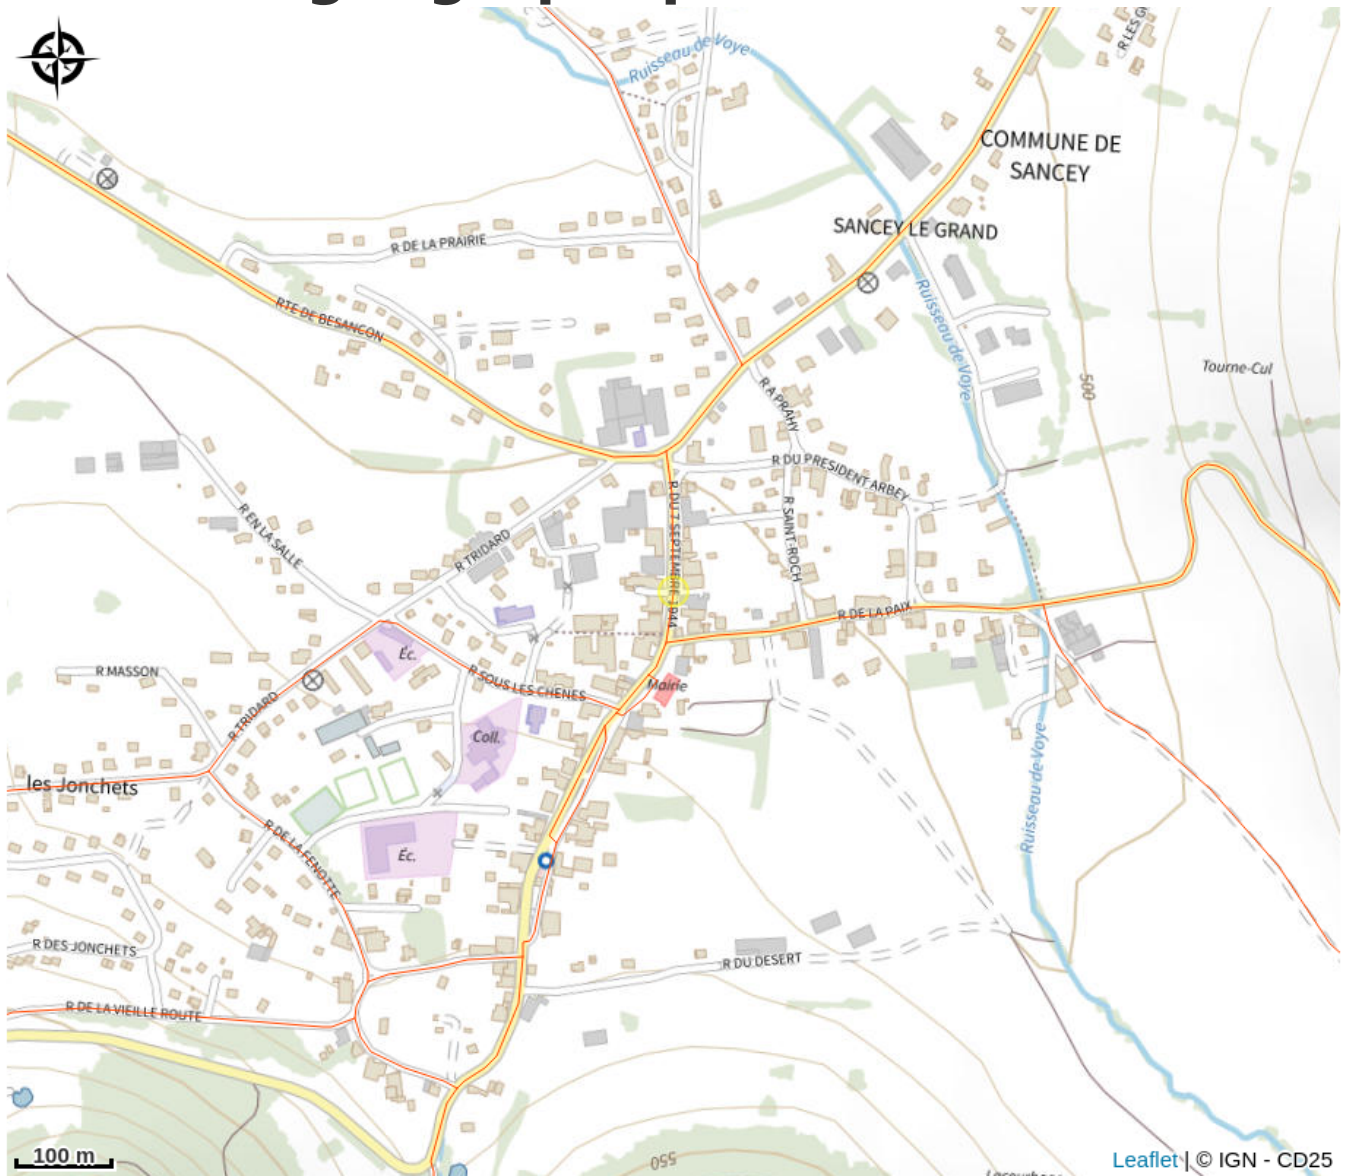 Ruisseau de Voye
R LES G
COMMUNE DE
SANCEY
SANCEY LE GRAND
R DE LA PRAIRIE
RTE DE BESANCON
Ruisseau de Voye
Tourne-Cul
500
R A PRAHY
R DU PRESIDENT ARBEY
R DU 7 SEPTEMBRE 1944
R SAINT-ROCH
R EN LA SALLE
R TRIDARD
R DE LA PAIX
Éc.
R MASSON
R SOUS LES CHENES
Mairie
R TRIDARD
Coll.
les Jonchets
Ruisseau de Voye
R DE LA FENOTTE
Éc.
R DES JONCHETS
R DU DESERT
R DE LA VIEILLE ROUTE
550
100 m
Leaflet | © IGN - CD25